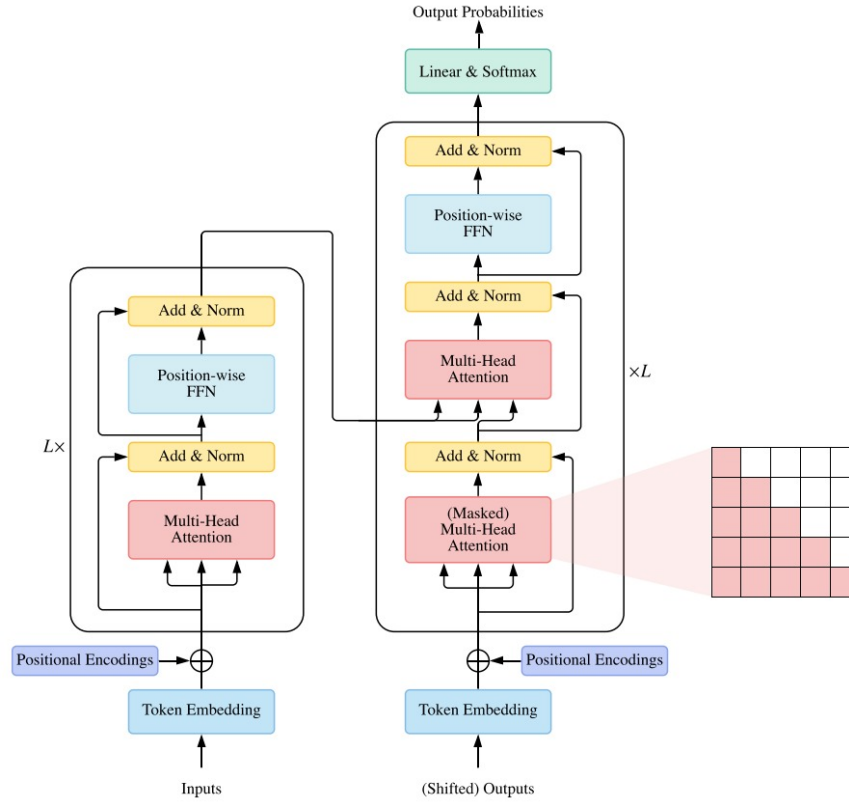 Output Probabilities
Linear & Softmax
Add & Norm
Position-wise
FFN
Add & Norm
Multi-Head
Attention
×L
Add & Norm
(Masked)
Multi-Head
Attention
Positional Encodings
Token Embedding
(Shifted) Outputs
Add & Norm
Position-wise
FFN
L×
Add & Norm
Multi-Head
Attention
Positional Encodings
Token Embedding
Inputs